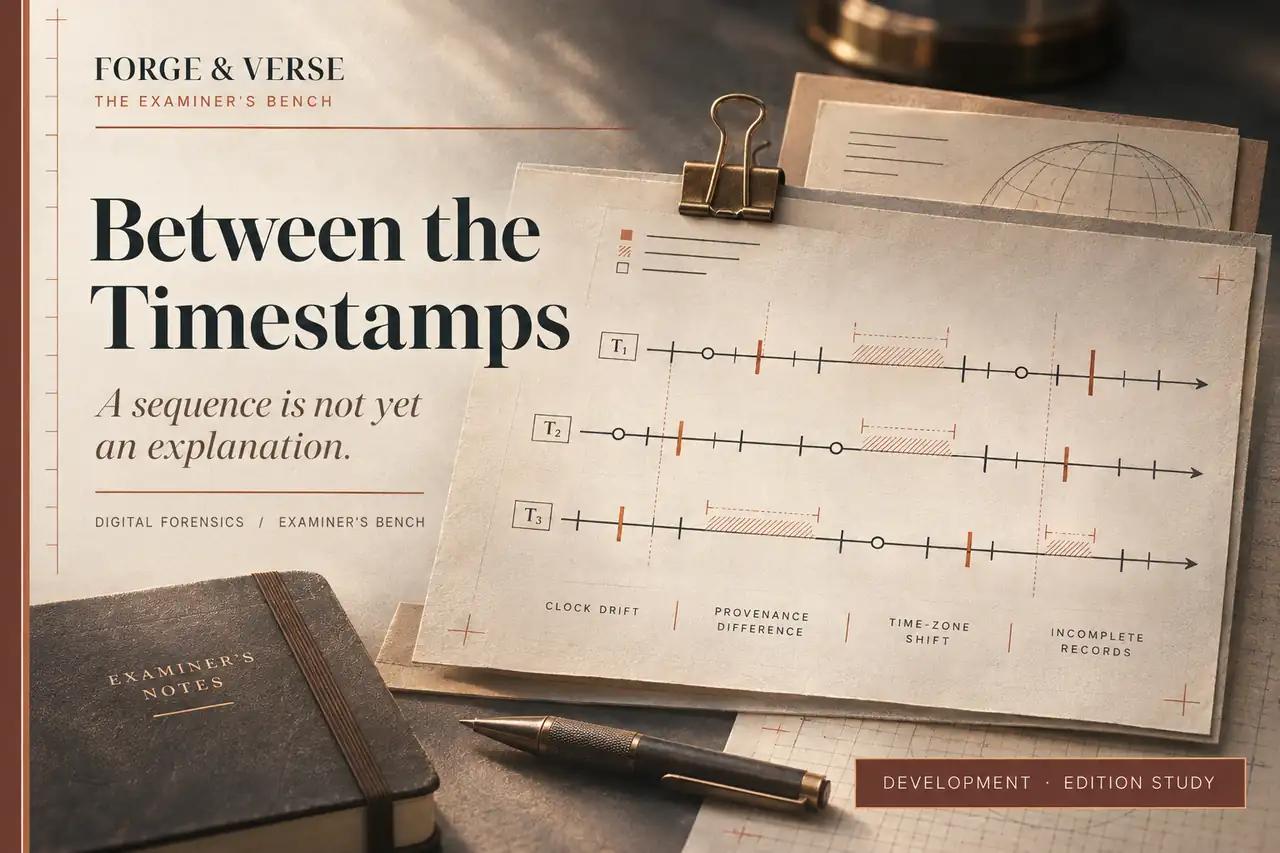 FORGE & VERSE
THE EXAMINER'S BENCH
Between the
Timestamps
A sequence is not yet
an explanation.
DIGITAL FORENSICS / EXAMINER'S BENCH
T₁
T₂
T₃
CLOCK DRIFT
PROVENANCE
DIFFERENCE
TIME-ZONE
SHIFT
INCOMPLETE
RECORDS
EXAMINER'S
NOTES
DEVELOPMENT · EDITION STUDY